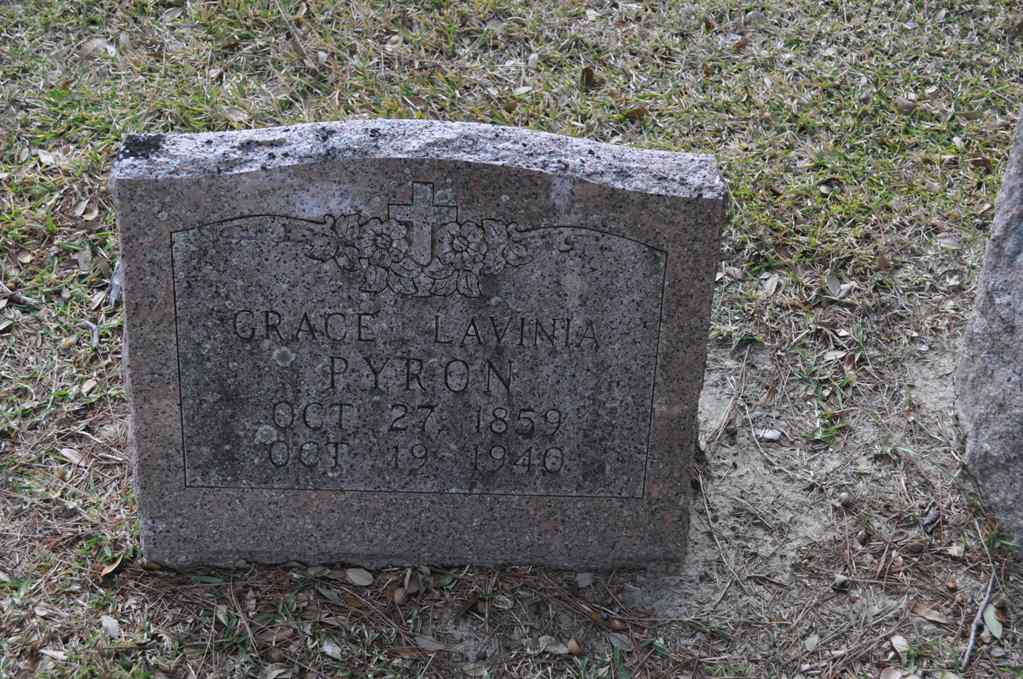 GRACE LAVINIA
PYRON
OCT. 27, 1859
OCT. 19, 1940